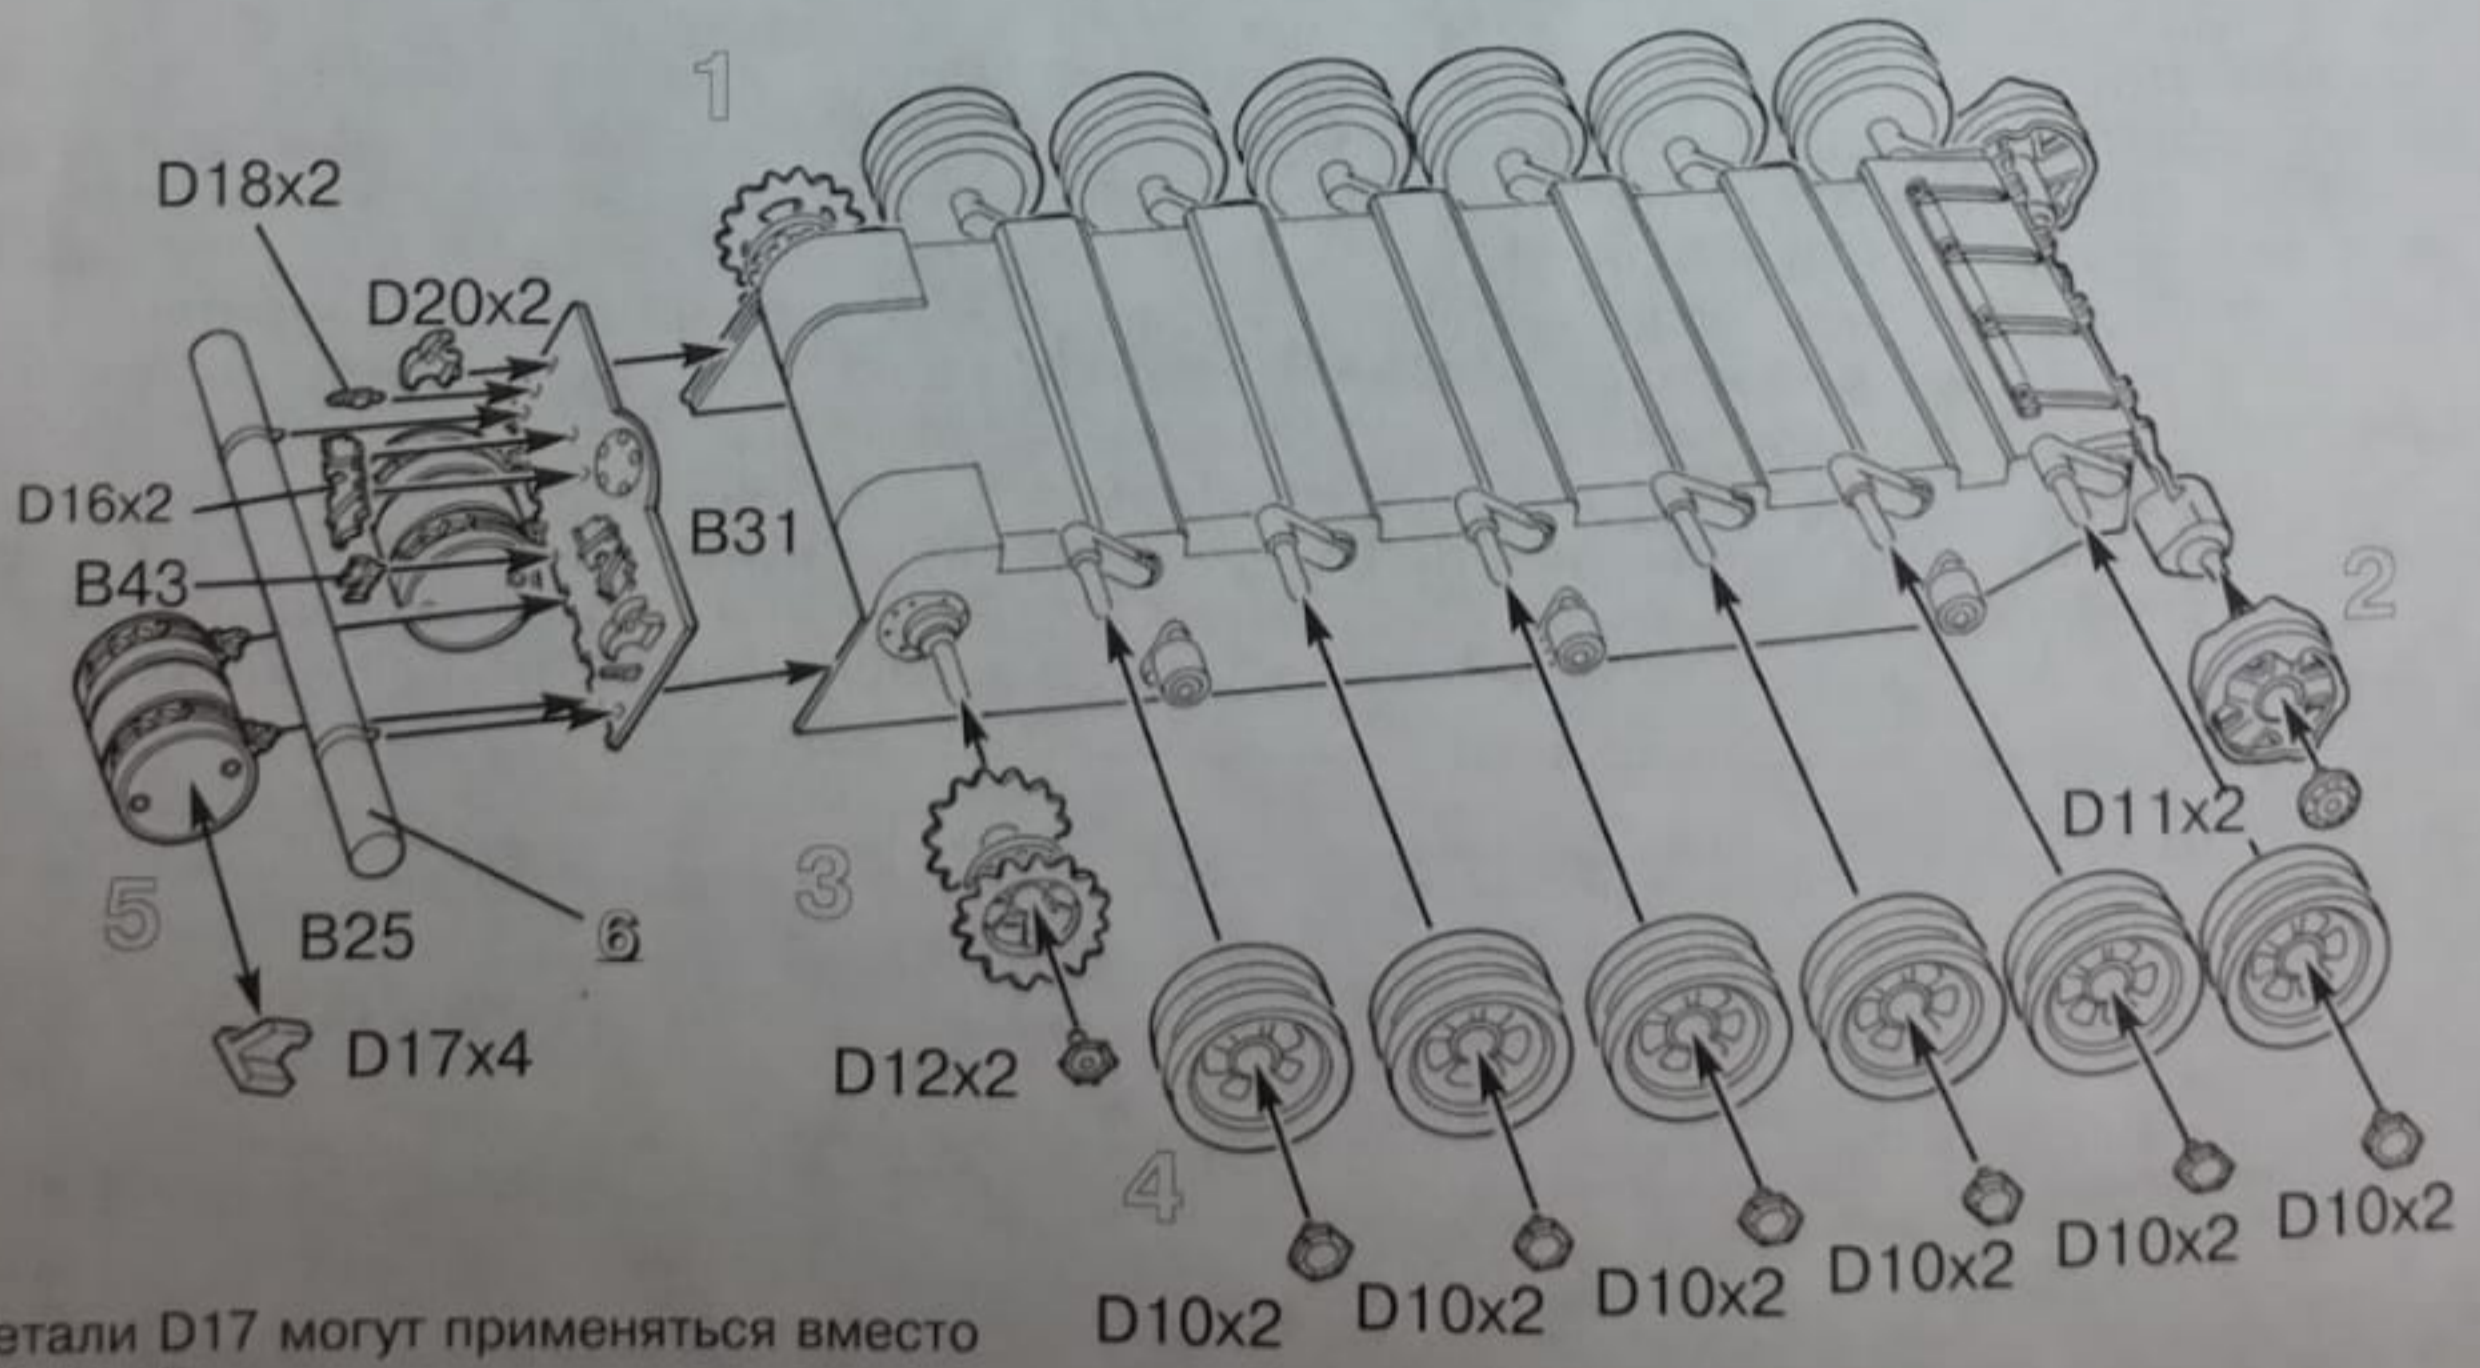 1
D18x2
D20x2
D16x2
B31
B43
2
D11x2
3
5
B25
6
D17x4
D12x2
4
D10x2
D10x2
D10x2
D10x2
D10x2
D10x2
етали D17 могут применяться вместо